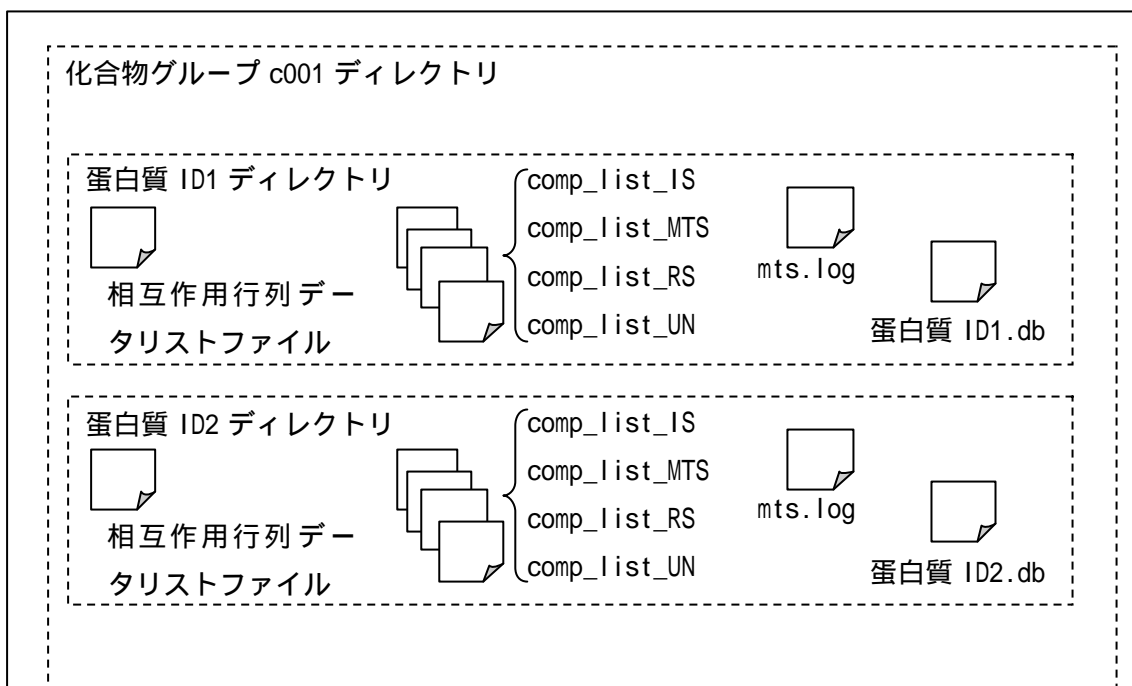 化合物グループ c001 ディレクトリ
蛋白質 ID1 ディレクトリ
相互作用行列デー
タリストファイル
comp_list_IS
comp_list_MTS
comp_list_RS
comp_list_UN
mts.log
蛋白質 ID1.db
蛋白質 ID2 ディレクトリ
相互作用行列デー
タリストファイル
comp_list_IS
comp_list_MTS
comp_list_RS
comp_list_UN
mts.log
蛋白質 ID2.db